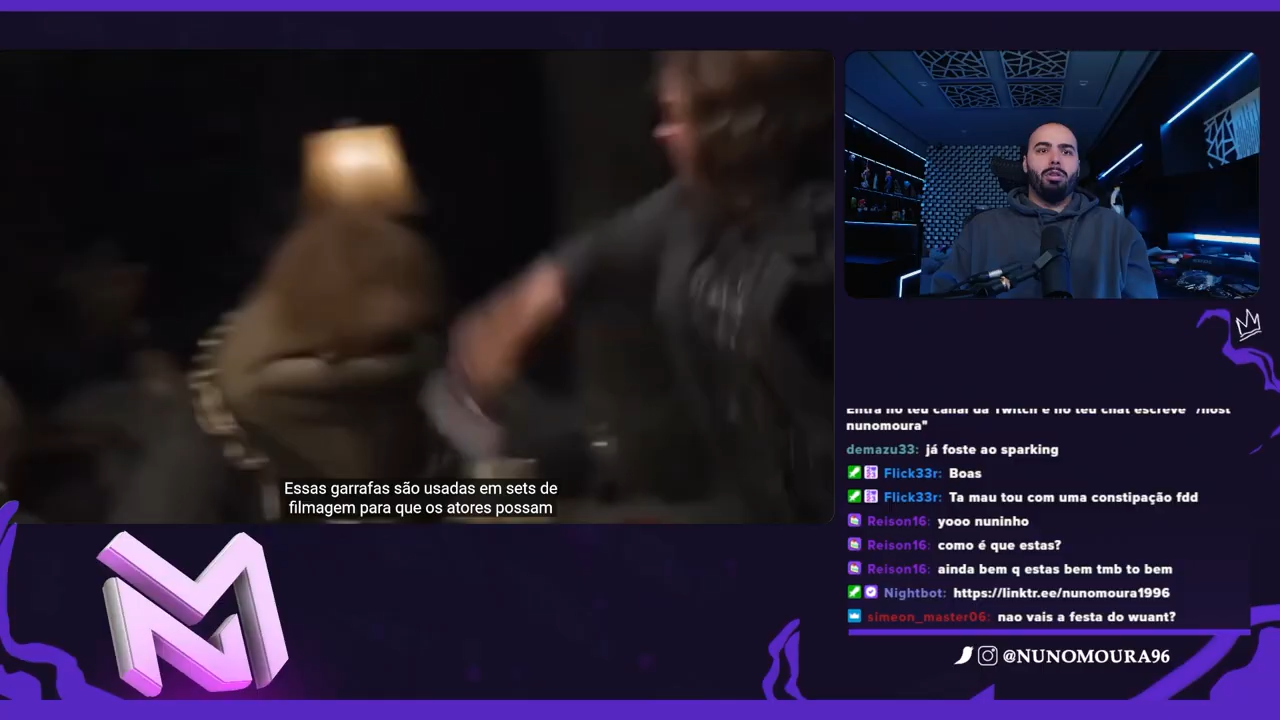 Essas garrafas são usadas em sets de
filmagem para que os atores possam
Entra no teu canal da Twitch e no teu chat escreve "/host
nunomoura"
demazu33: já foste ao sparking
Flick33r: Boas
Flick33r: Ta mau tou com uma constipação fdd
Reison16: yooo nuninho
Reison16: como é que estas?
Reison16: ainda bem q estas bem tmb to bem
Nightbot: https://linktr.ee/nunomoura1996
simeon_master06: nao vais a festa do wuant?
@NUNOMOURA96